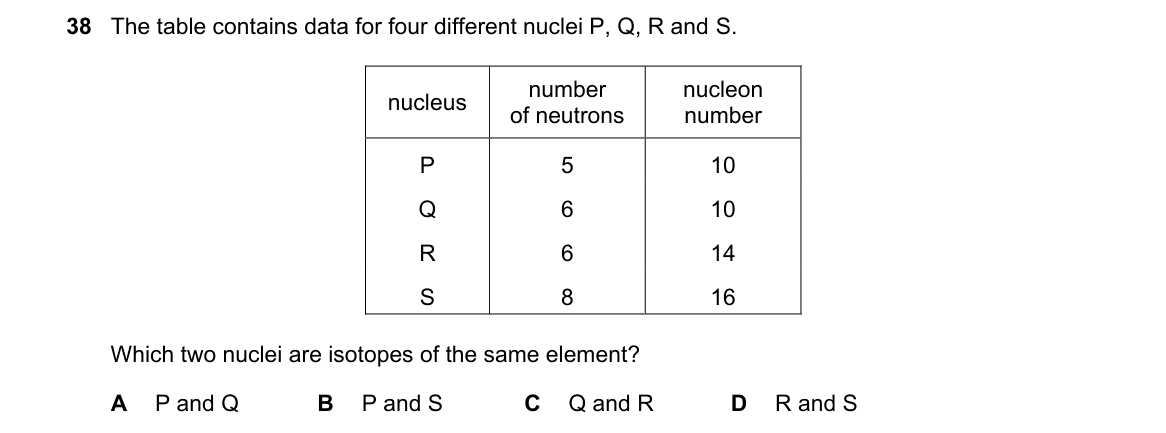 38 The table contains data for four different nuclei P, Q, R and S.
nucleus number of neutrons nucleon number
P 5 10
Q 6 10
R 6 14
S 8 16
Which two nuclei are isotopes of the same element?
A P and Q B P and S C Q and R D R and S